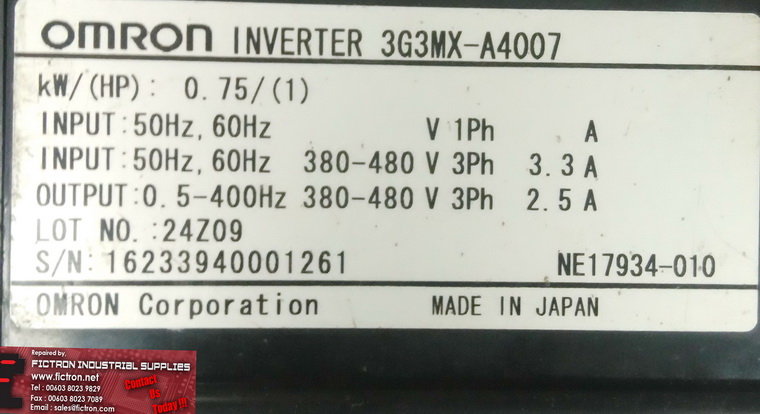 OMRON INVERTER 3G3MX-A4007
kW/(HP): 0.75/(1)
INPUT:50Hz,60Hz V 1Ph A
INPUT:50Hz,60Hz 380-480 V 3Ph 3.3 A
OUTPUT:0.5-400Hz 380-480 V 3Ph 2.5 A
LOT NO.:24Z09
S/N:16233940001261 NE17934-010
OMRON Corporation MADE IN JAPAN
Repaired by,
FICTRON INDUSTRIAL SUPPLIES
www.fictron.net
Tel : 00603 8023 9829
Fax : 00603 8023 7089
Email : sales@fictron.com
Contact
Us
Today !!!